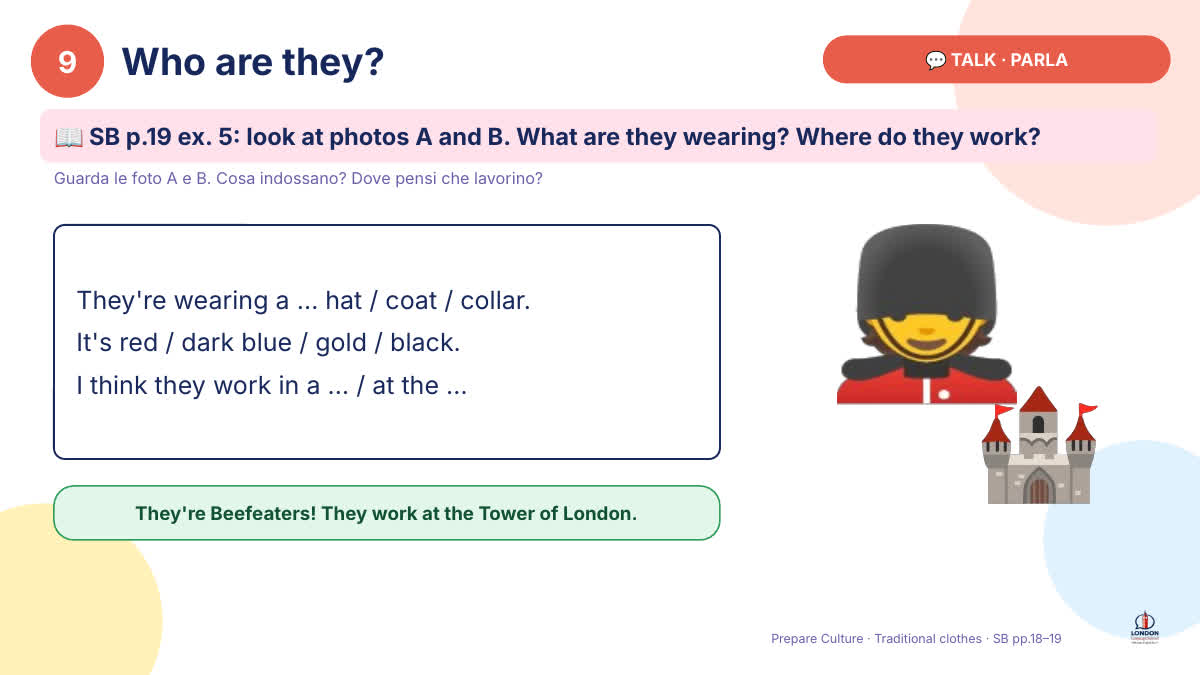 9
Who are they?
💬 TALK · PARLA
📖 SB p.19 ex. 5: look at photos A and B. What are they wearing? Where do they work?
Guarda le foto A e B. Cosa indossano? Dove pensi che lavorino?
They're wearing a … hat / coat / collar.
It's red / dark blue / gold / black.
I think they work in a … / at the …
They're Beefeaters! They work at the Tower of London.
Prepare Culture · Traditional clothes · SB pp.18–19
LONDON